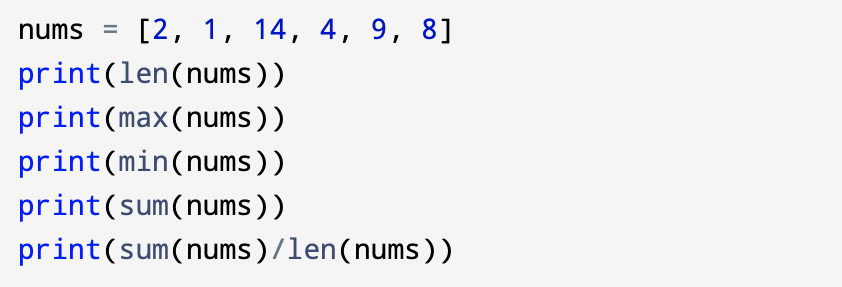 nums = [2, 1, 14, 4, 9, 8]
print(len(nums))
print(max(nums))
print(min(nums))
print(sum(nums))
print(sum(nums)/len(nums))